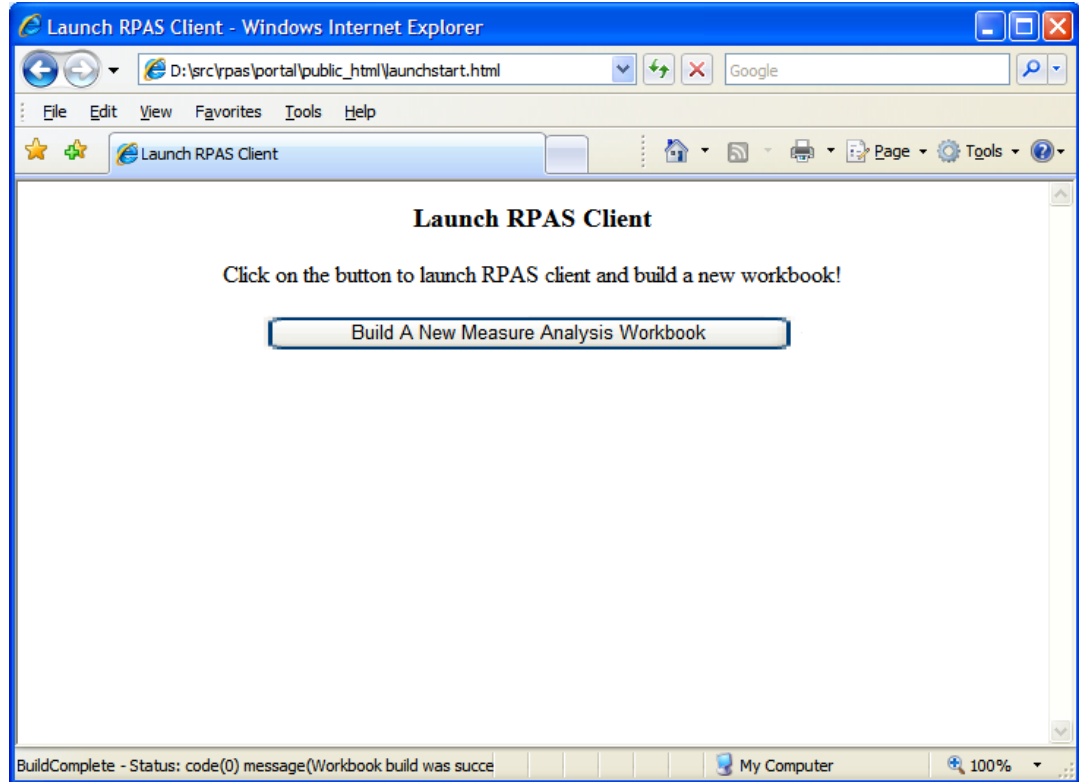 Launch RPAS Client - Windows Internet Explorer
D:\src\rpas\portal\public_html\launchstart.html
Google
File Edit View Favorites Tools Help
Launch RPAS Client
Page Tools
Launch RPAS Client
Click on the button to launch RPAS client and build a new workbook!
Build A New Measure Analysis Workbook
BuildComplete - Status: code(0) message(Workbook build was succe
My Computer
100%